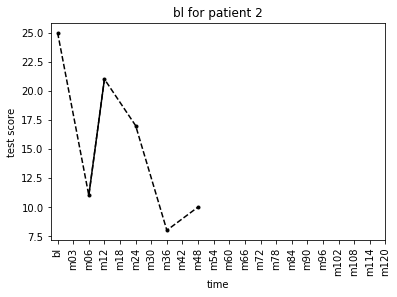 bl for patient 2
test score
25.0
22.5
20.0
17.5
15.0
12.5
10.0
7.5
bl
m03
m06
m12
m18
m24
m30
m36
m42
m48
m54
m60
m66
m72
m78
m84
m90
m96
m102
m108
m114
m120
time